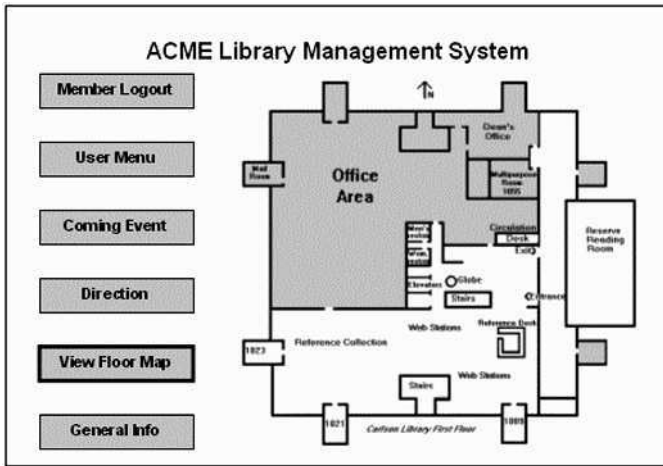 ACME Library Management System
Member Logout
User Menu
Coming Event
Direction
View Floor Map
General Info
N
Dean's
Office
Mail
Room
Office
Area
Multipurpose
Room
1055
Circulation
Desk
Exit
Men's
Elevators
Globe
Stairs
Entrance
Reserve
Reading
Room
Web Stations
Reference Desk
1023
Reference Collection
Web Stations
Stairs
1021
1009
Carlson Library First Floor